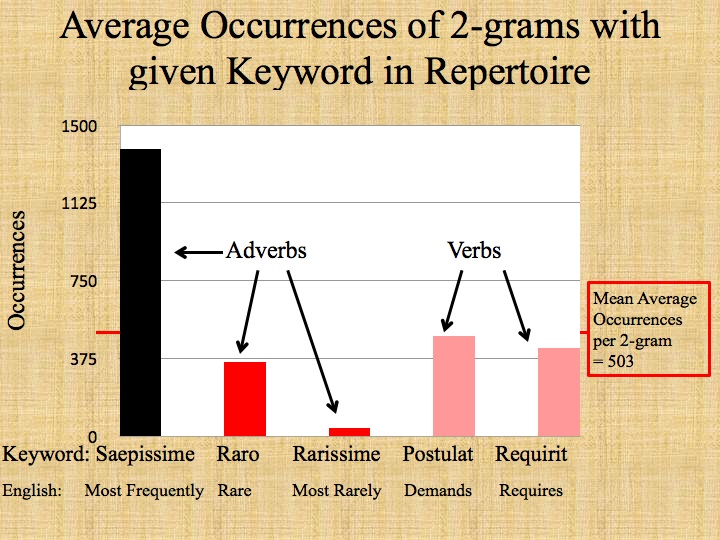 Average Occurrences of 2-grams with
given Keyword in Repertoire
1500
1125
750
375
0
Occurrences
Adverbs
Verbs
Mean Average
Occurrences
per 2-gram
= 503
Keyword: Saepissime Raro Rarissime Postulat Requirit
English: Most Frequently Rare Most Rarely Demands Requires